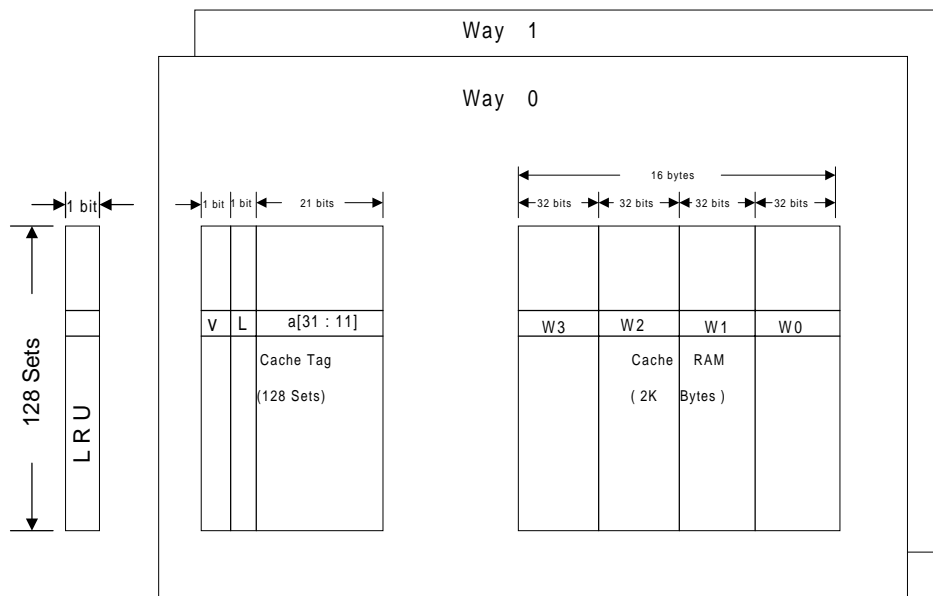 Way 1
Way 0
16 bytes
1 bit
1 bit 1 bit 21 bits
32 bits 32 bits 32 bits 32 bits
V L a[31 : 11]
W3 W2 W1 W0
Cache Tag
(128 Sets)
Cache RAM
( 2K Bytes )
128 Sets
LRU